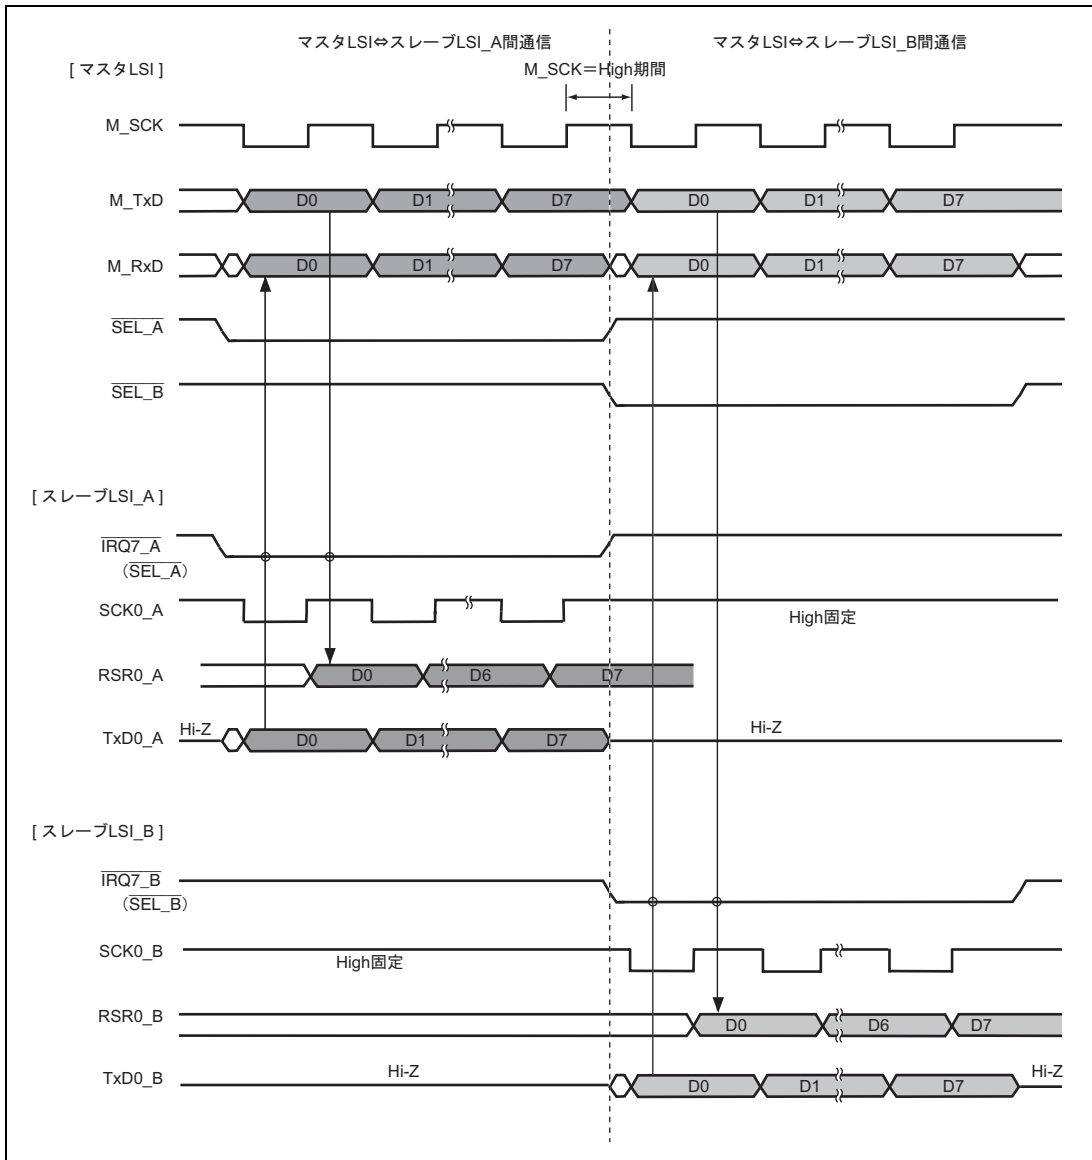 マスタLSI⇔スレーブLSI_A間通信 マスタLSI⇔スレーブLSI_B間通信
[ マスタLSI ] M_SCK＝High期間
M_SCK
M_TxD D0 D1 D7 D0 D1 D7
M_RxD D0 D1 D7 D0 D1 D7
SEL_A
SEL_B
[ スレーブLSI_A ]
IRQ7_A
（SEL_A）
SCK0_A
High固定
RSR0_A D0 D6 D7
TxD0_A Hi-Z D0 D1 D7 Hi-Z
[ スレーブLSI_B ]
IRQ7_B
（SEL_B）
SCK0_B
High固定
RSR0_B D0 D6 D7
TxD0_B Hi-Z D0 D1 D7 Hi-Z